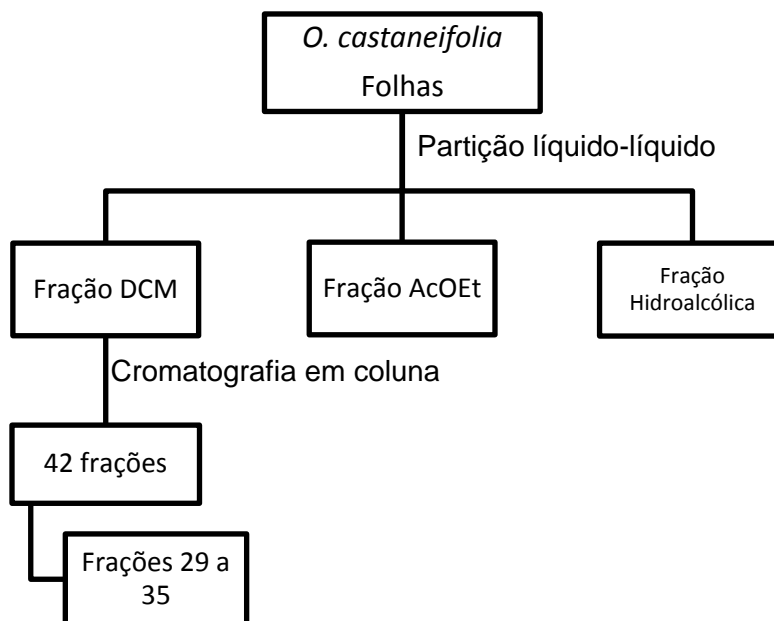 O. castaneifolia
Folhas
Partição líquido-líquido
Fração DCM
Fração AcOEt
Fração
Hidroalcólica
Cromatografia em coluna
42 frações
Frações 29 a
35